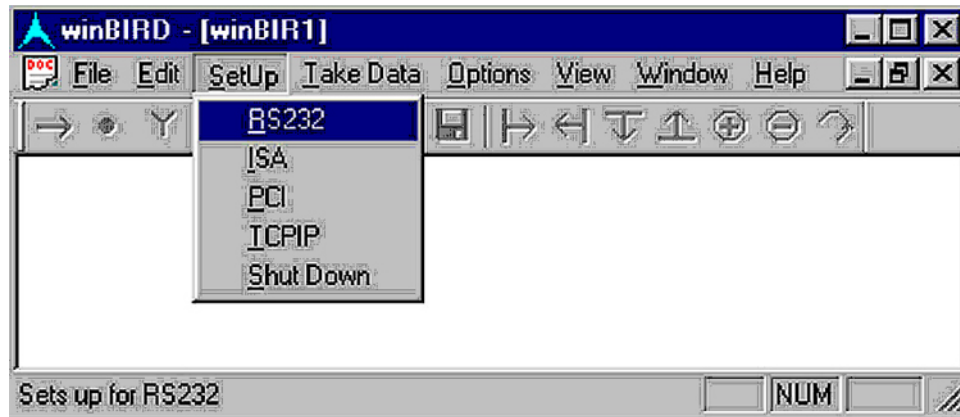 winBIRD - [winBIR1]
DOC File Edit SetUp Take Data Options View Window Help
RS232
ISA
PCI
TCPIP
Shut Down
Sets up for RS232 NUM